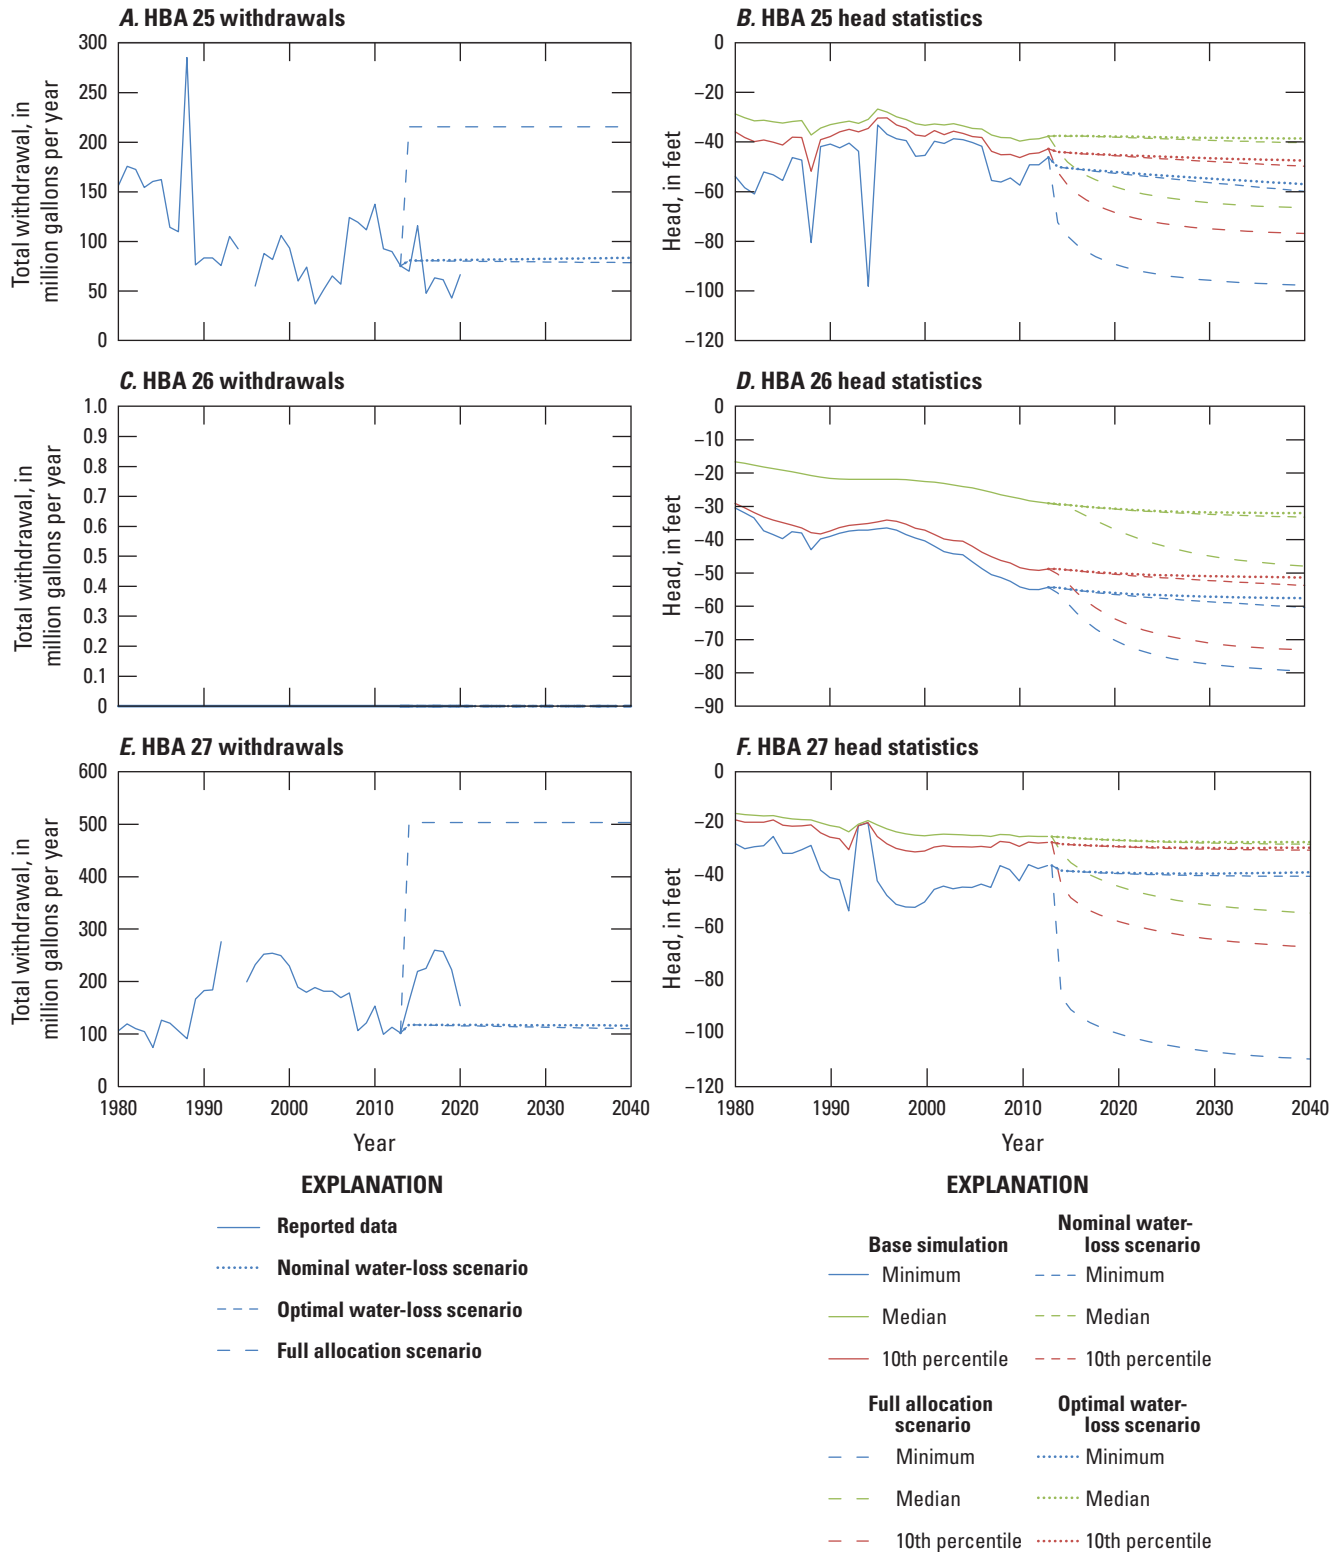 A. HBA 25 withdrawals
Total withdrawal, in
million gallons per year
300
250
200
150
100
50
0
B. HBA 25 head statistics
Head, in feet
0
−20
−40
−60
−80
−100
−120
C. HBA 26 withdrawals
Total withdrawal, in
million gallons per year
1.0
0.9
0.8
0.7
0.6
0.5
0.4
0.3
0.2
0.1
0
D. HBA 26 head statistics
Head, in feet
0
−10
−20
−30
−40
−50
−60
−70
−80
−90
E. HBA 27 withdrawals
Total withdrawal, in
million gallons per year
600
500
400
300
200
100
0
1980 1990 2000 2010 2020 2030 2040
Year
F. HBA 27 head statistics
Head, in feet
0
−20
−40
−60
−80
−100
−120
1980 1990 2000 2010 2020 2030 2040
Year
EXPLANATION
Reported data
Nominal water-loss scenario
Optimal water-loss scenario
Full allocation scenario
EXPLANATION
Base simulation
Minimum
Median
10th percentile
Nominal water-
loss scenario
Minimum
Median
10th percentile
Full allocation
scenario
Minimum
Median
10th percentile
Optimal water-
loss scenario
Minimum
Median
10th percentile